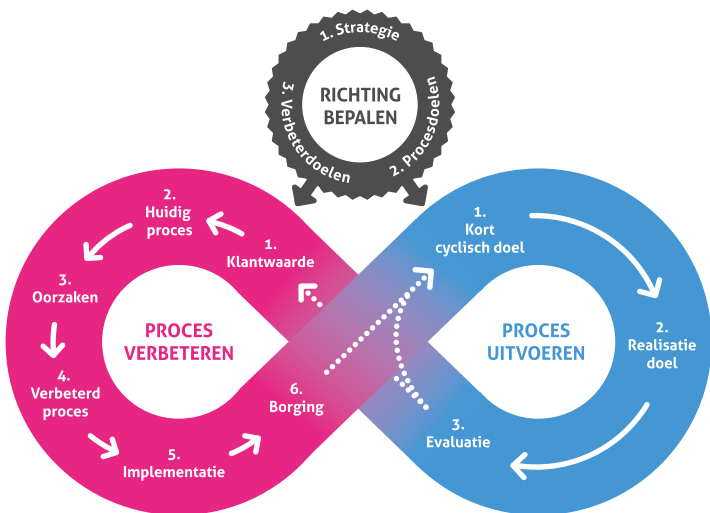 1. Strategie
RICHTING
BEPALEN
2. Procesdoelen
3. Verbeterdoelen
PROCES
VERBETEREN
1.
Klantwaarde
2.
Huidig
proces
3.
Oorzaken
4.
Verbeterd
proces
5.
Implementatie
6.
Borging
PROCES
UITVOEREN
1.
Kort
cyclisch doel
2.
Realisatie
doel
3.
Evaluatie